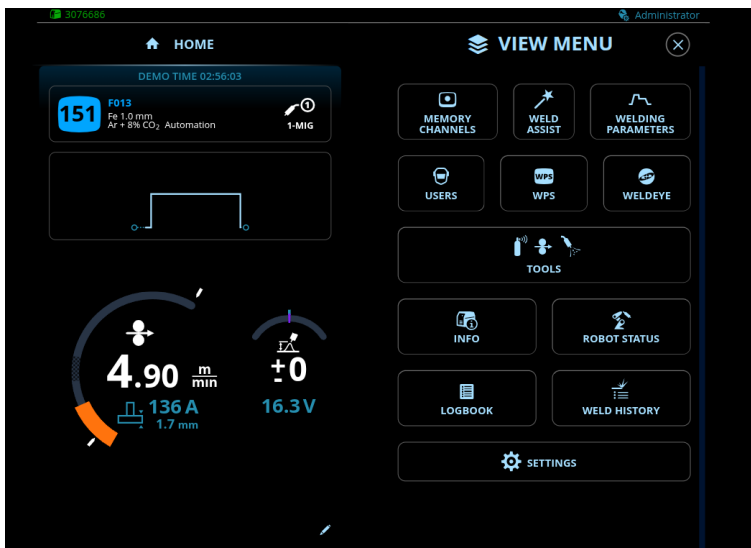 3076686
Administrator
HOME
DEMO TIME 02:56:03
151
F013
Fe 1.0 mm
Ar + 8% CO₂ Automation
1
1-MIG
4.90 m/min
136 A
1.7 mm
±0
16.3 V
VIEW MENU
MEMORY
CHANNELS
WELD
ASSIST
WELDING
PARAMETERS
USERS
WPS
WPS
WELDEYE
TOOLS
INFO
ROBOT STATUS
LOGBOOK
WELD HISTORY
SETTINGS